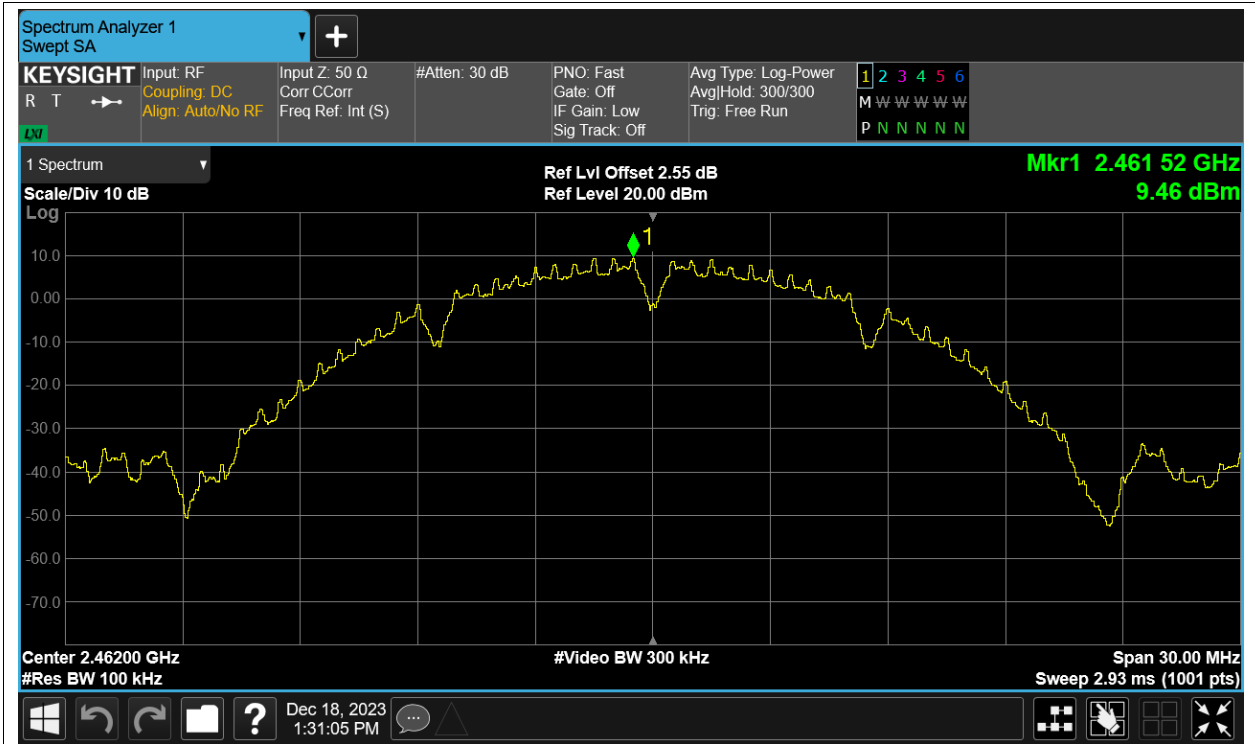 Spectrum Analyzer 1
Swept SA
KEYSIGHT
R T
LXI
Input: RF
Coupling: DC
Align: Auto/No RF
Input Z: 50 Ω
Corr CCorr
Freq Ref: Int (S)
#Atten: 30 dB
PNO: Fast
Gate: Off
IF Gain: Low
Sig Track: Off
Avg Type: Log-Power
Avg|Hold: 300/300
Trig: Free Run
1 2 3 4 5 6
M W W W W W
P N N N N N
1 Spectrum
Scale/Div 10 dB
Log
Ref Lvl Offset 2.55 dB
Ref Level 20.00 dBm
Mkr1 2.461 52 GHz
9.46 dBm
1
10.0
0.00
-10.0
-20.0
-30.0
-40.0
-50.0
-60.0
-70.0
Center 2.46200 GHz
#Res BW 100 kHz
#Video BW 300 kHz
Span 30.00 MHz
Sweep 2.93 ms (1001 pts)
?
Dec 18, 2023
1:31:05 PM